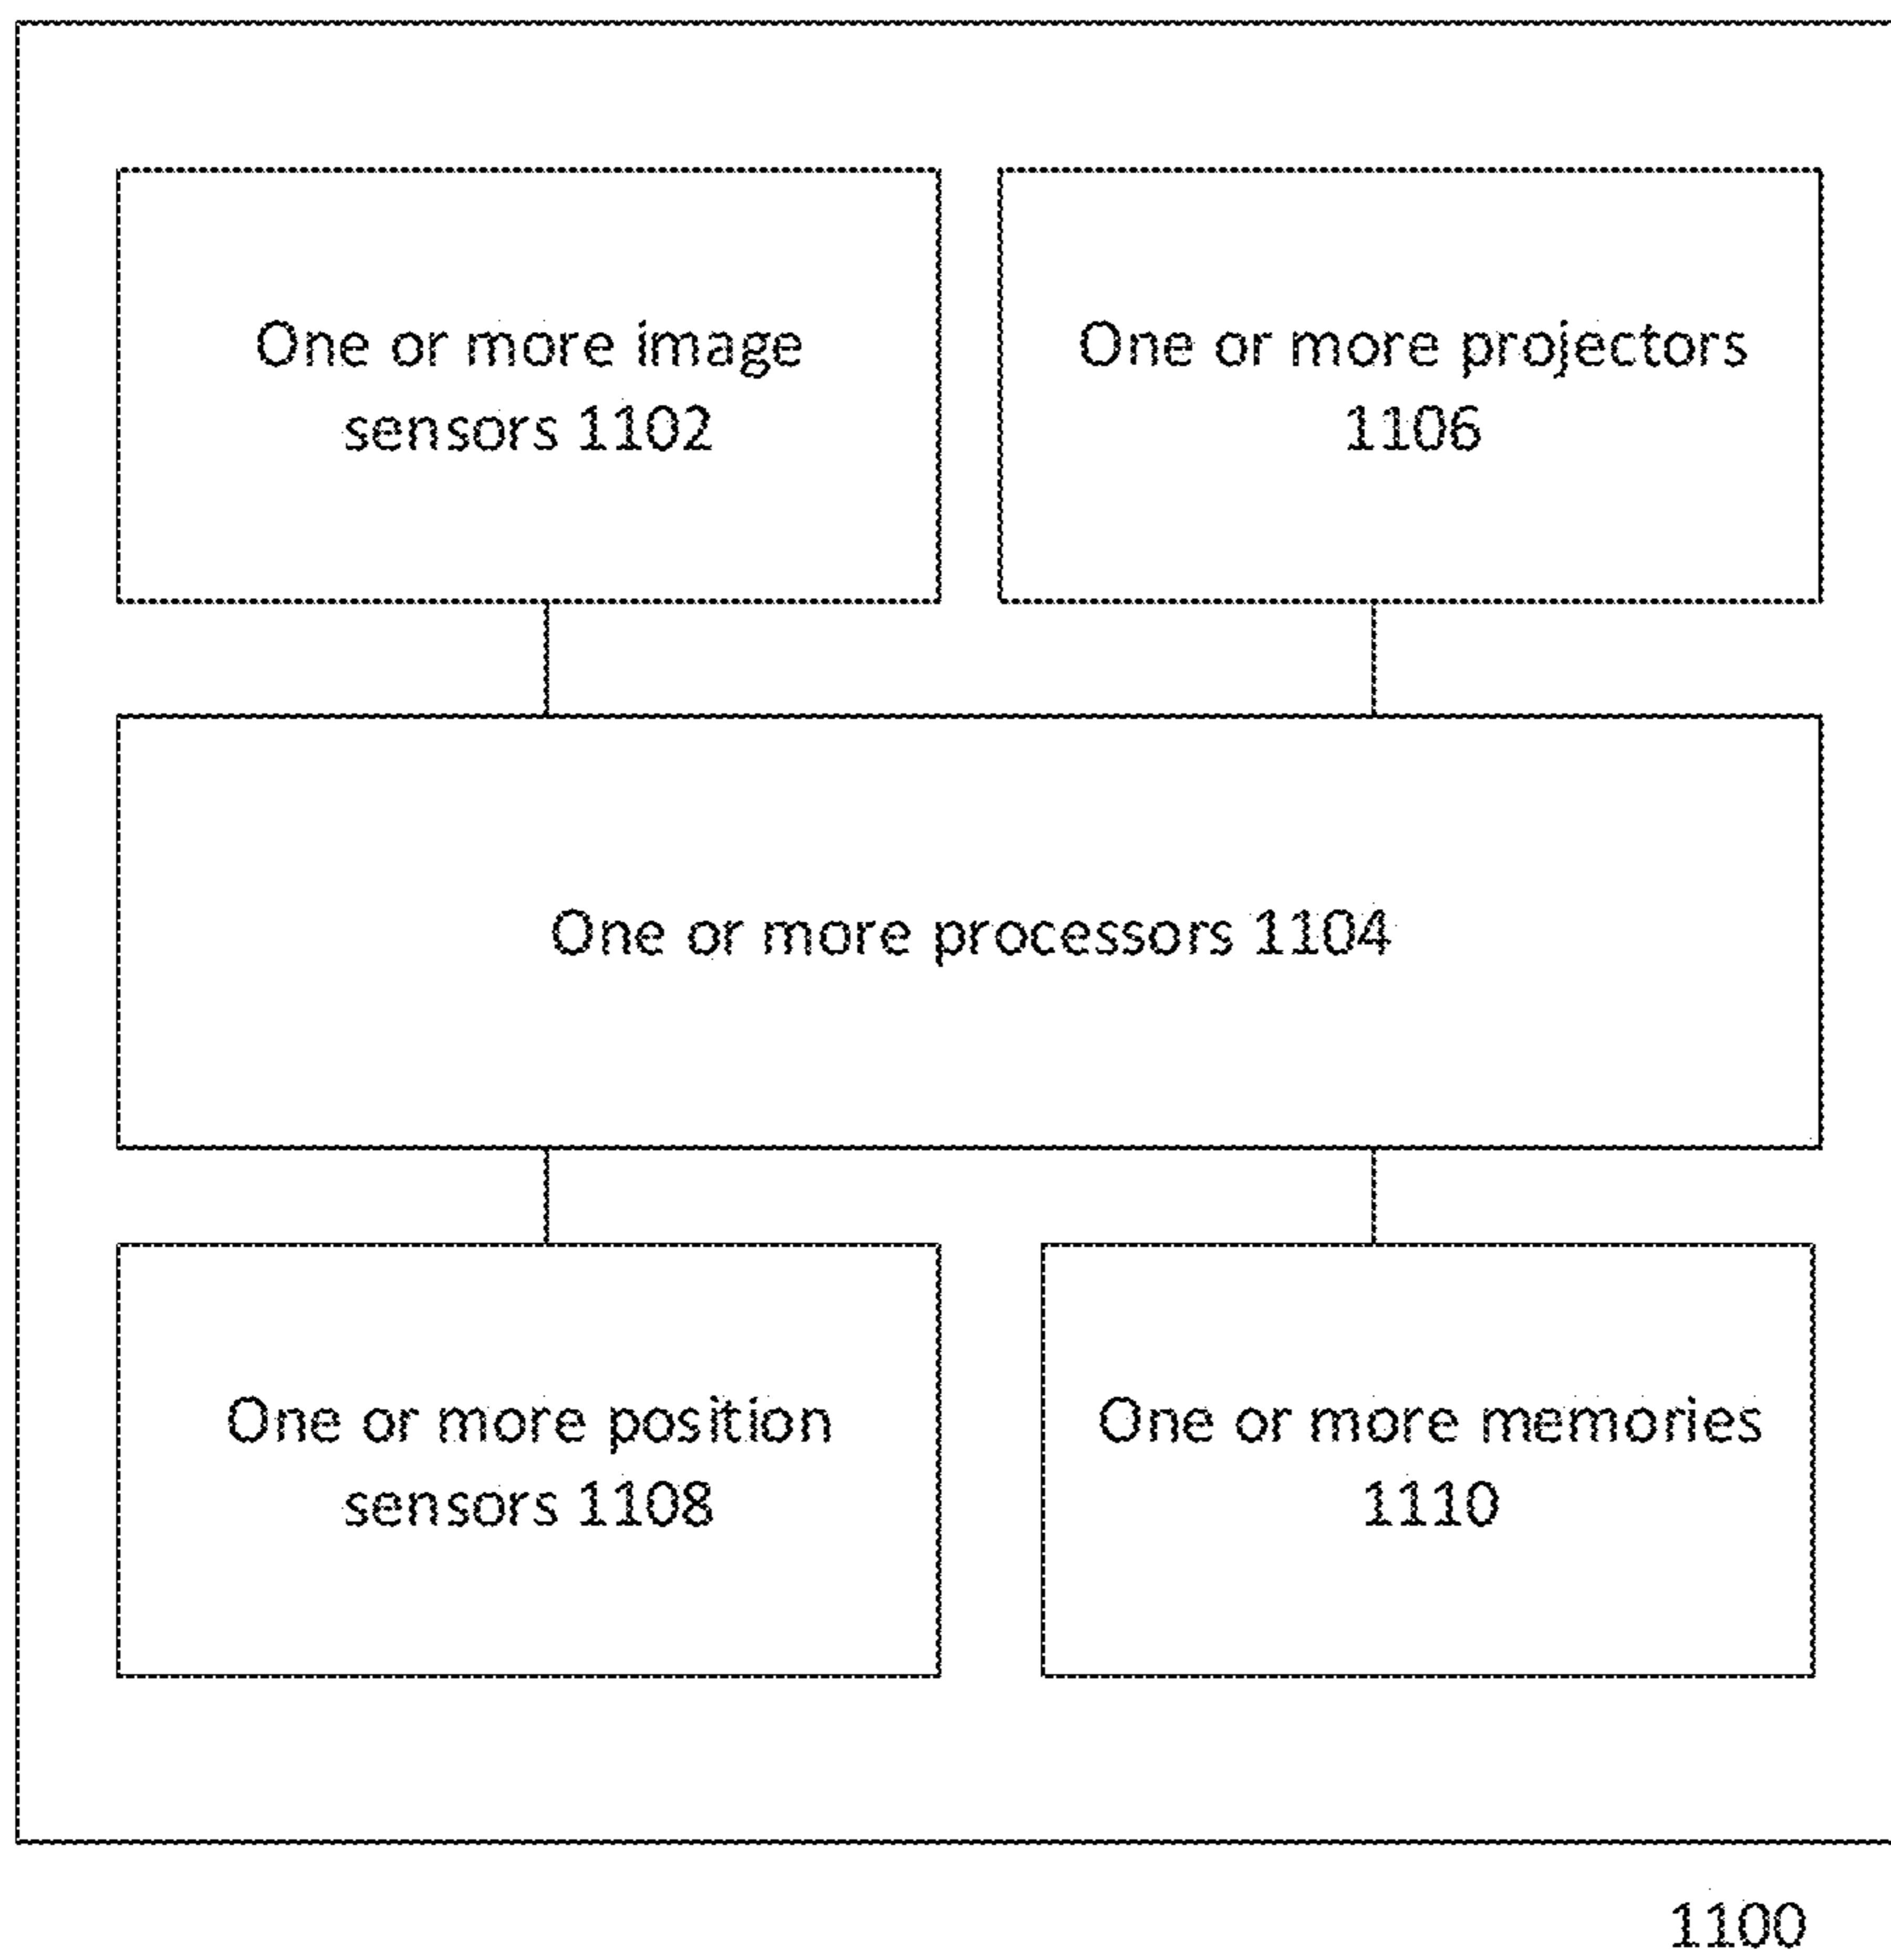 One or more image
sensors 1102
One or more projectors
1106
One or more processors 1104
One or more position
sensors 1108
One or more memories
1110
1100